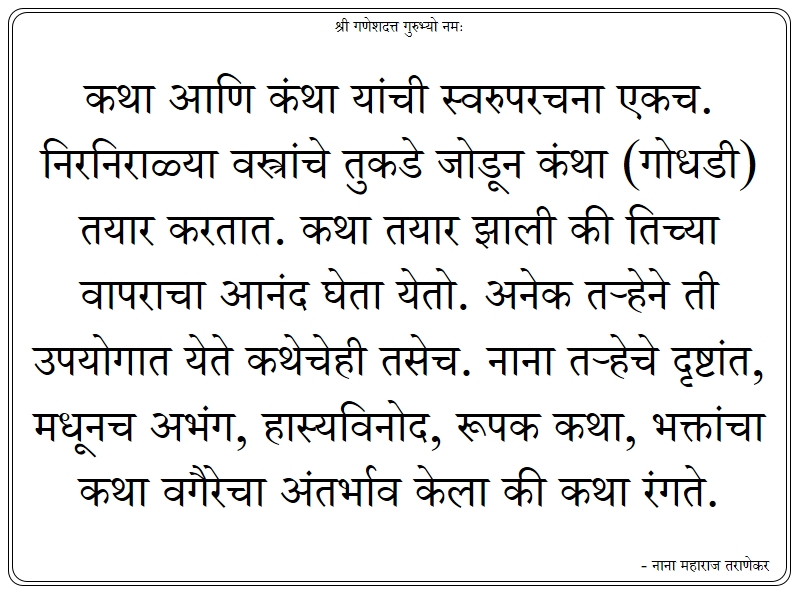 श्री गणेशदत्त गुरुभ्यो नमः
कथा आणि कंथा यांची स्वरुपरचना एकच.
निरनिराळ्या वस्त्रांचे तुकडे जोडून कंथा (गोधडी)
तयार करतात. कथा तयार झाली की तिच्या
वापराचा आनंद घेता येतो. अनेक तऱ्हेने ती
उपयोगात येते कथेचेही तसेच. नाना तऱ्हेचे दृष्टांत,
मधूनच अभंग, हास्यविनोद, रूपक कथा, भक्तांचा
कथा वगैरेचा अंतर्भाव केला की कथा रंगते.
- नाना महाराज तराणेकर